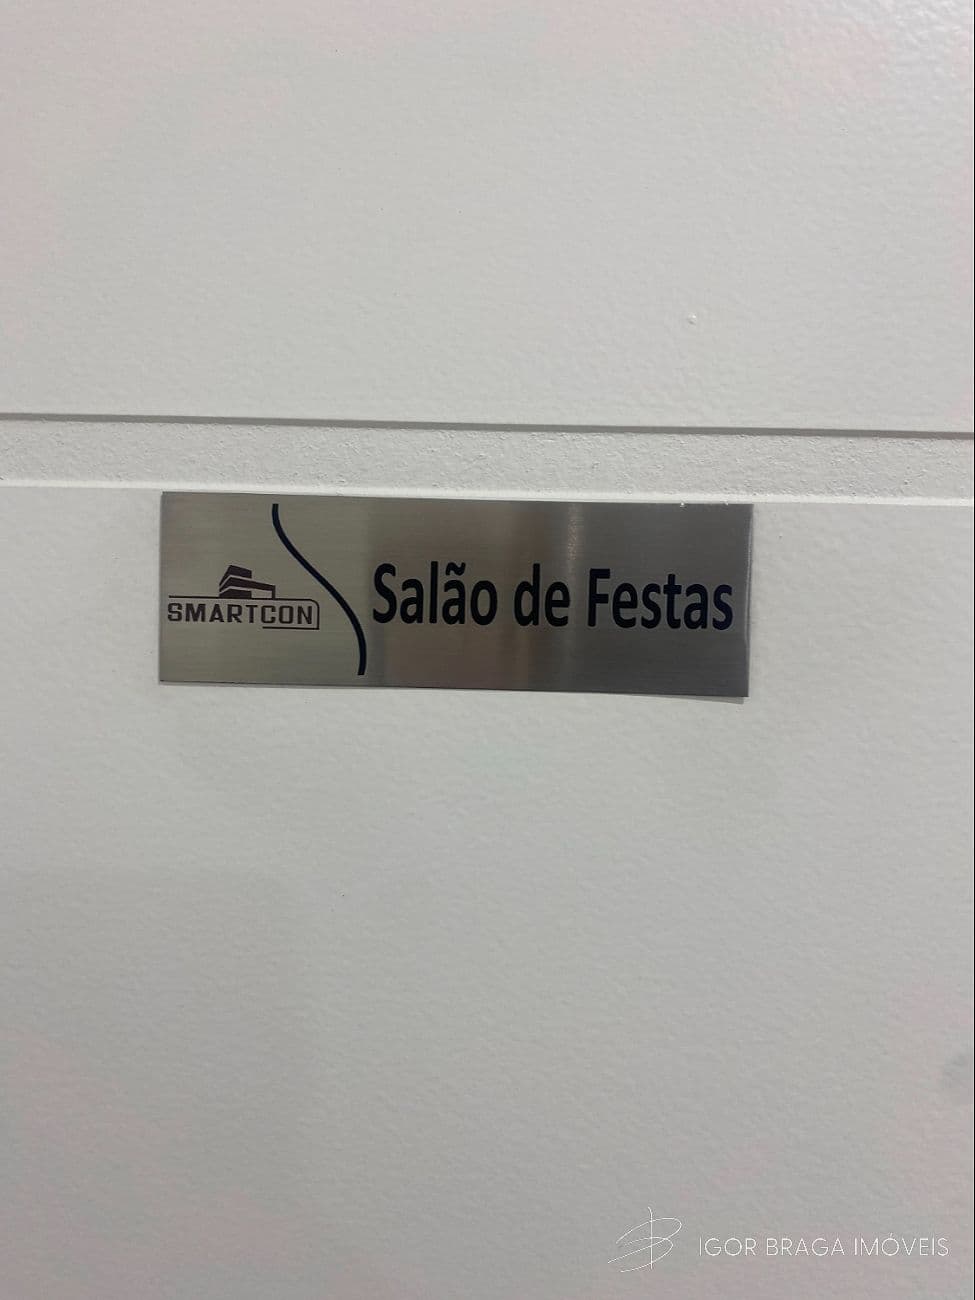 SMARTCON
Salão de Festas
IGOR BRAGA IMÓVEIS